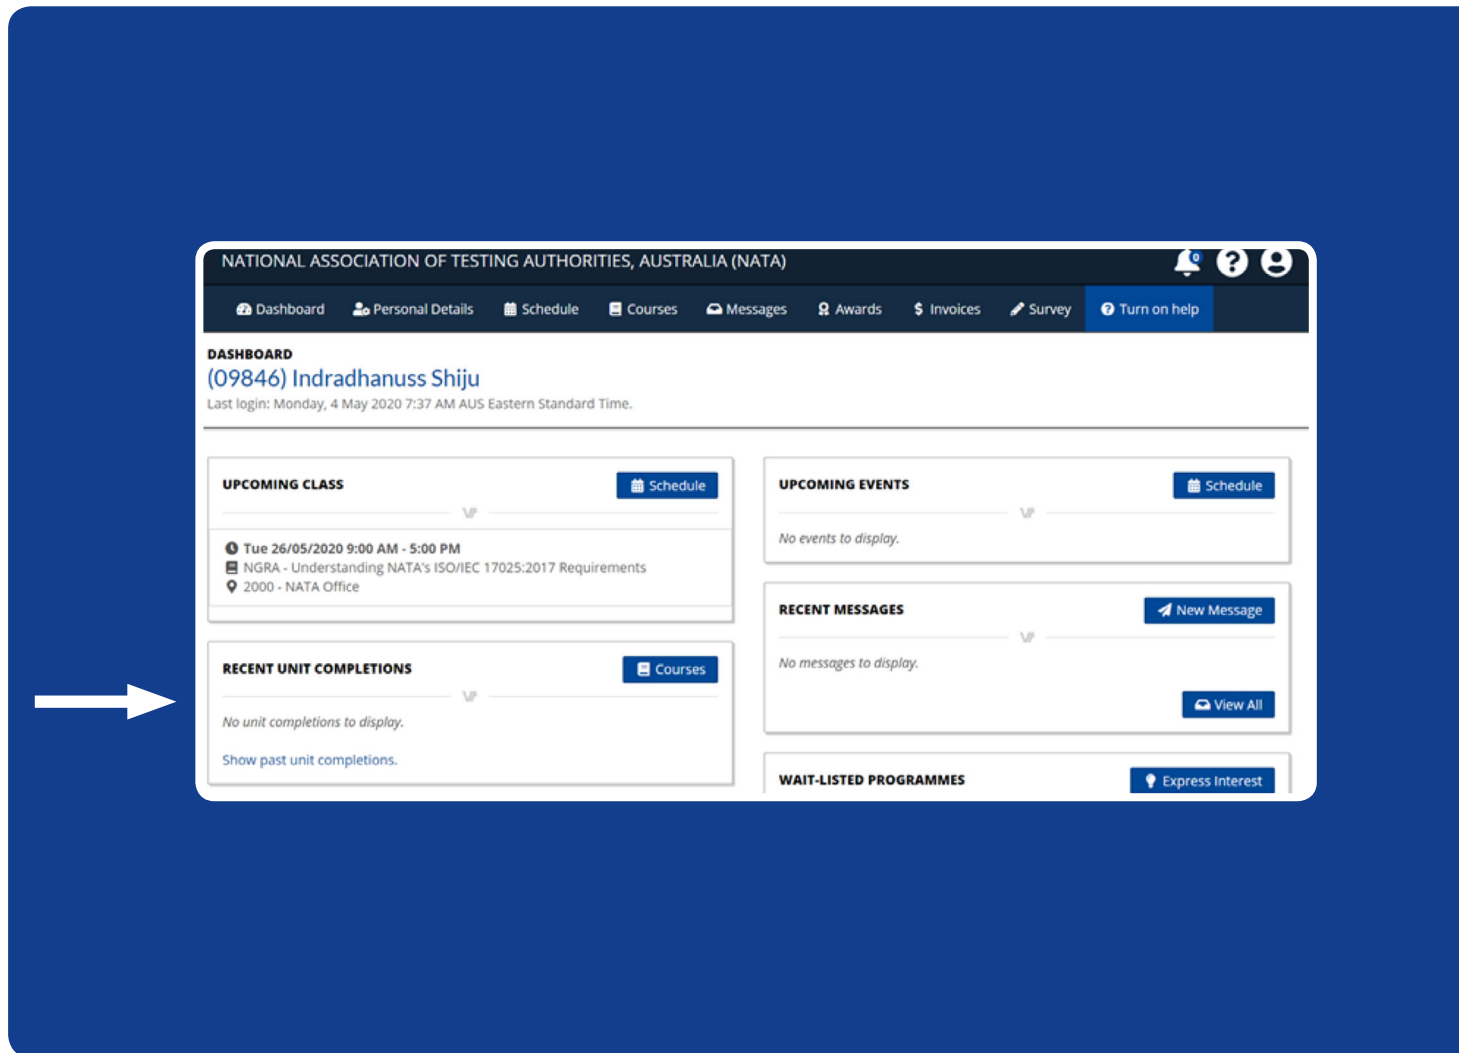 NATIONAL ASSOCIATION OF TESTING AUTHORITIES, AUSTRALIA (NATA)
0
Dashboard Personal Details Schedule Courses Messages Awards $ Invoices Survey Turn on help
DASHBOARD
(09846) Indradhanuss Shiju
Last login: Monday, 4 May 2020 7:37 AM AUS Eastern Standard Time.
UPCOMING CLASS
Schedule
Tue 26/05/2020 9:00 AM - 5:00 PM
NGRA - Understanding NATA's ISO/IEC 17025:2017 Requirements
2000 - NATA Office
RECENT UNIT COMPLETIONS
Courses
No unit completions to display.
Show past unit completions.
UPCOMING EVENTS
Schedule
No events to display.
RECENT MESSAGES
New Message
No messages to display.
View All
WAIT-LISTED PROGRAMMES
Express Interest